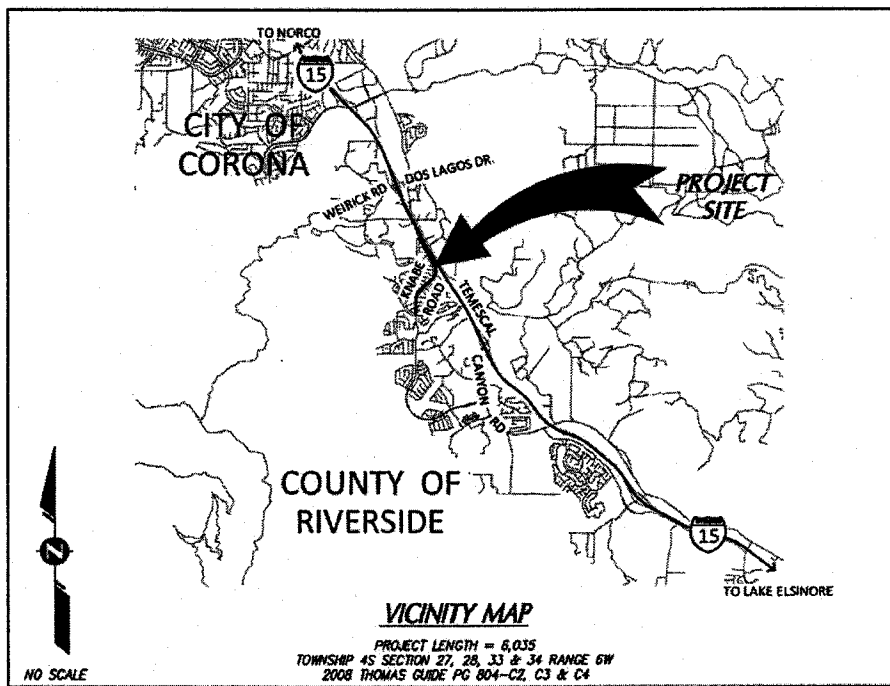 TO NORCO
15
CITY OF
CORONA
WEIRICK RD
DOS LAGOS DR.
PROJECT
SITE
KNABE
ROAD
TEMESCAL
CANYON RD
COUNTY OF
RIVERSIDE
15
TO LAKE ELSINORE
N
NO SCALE
VICINITY MAP
PROJECT LENGTH = 6,035
TOWNSHIP 4S SECTION 27, 28, 33 & 34 RANGE 6W
2008 THOMAS GUIDE PG 804-C2, C3 & C4